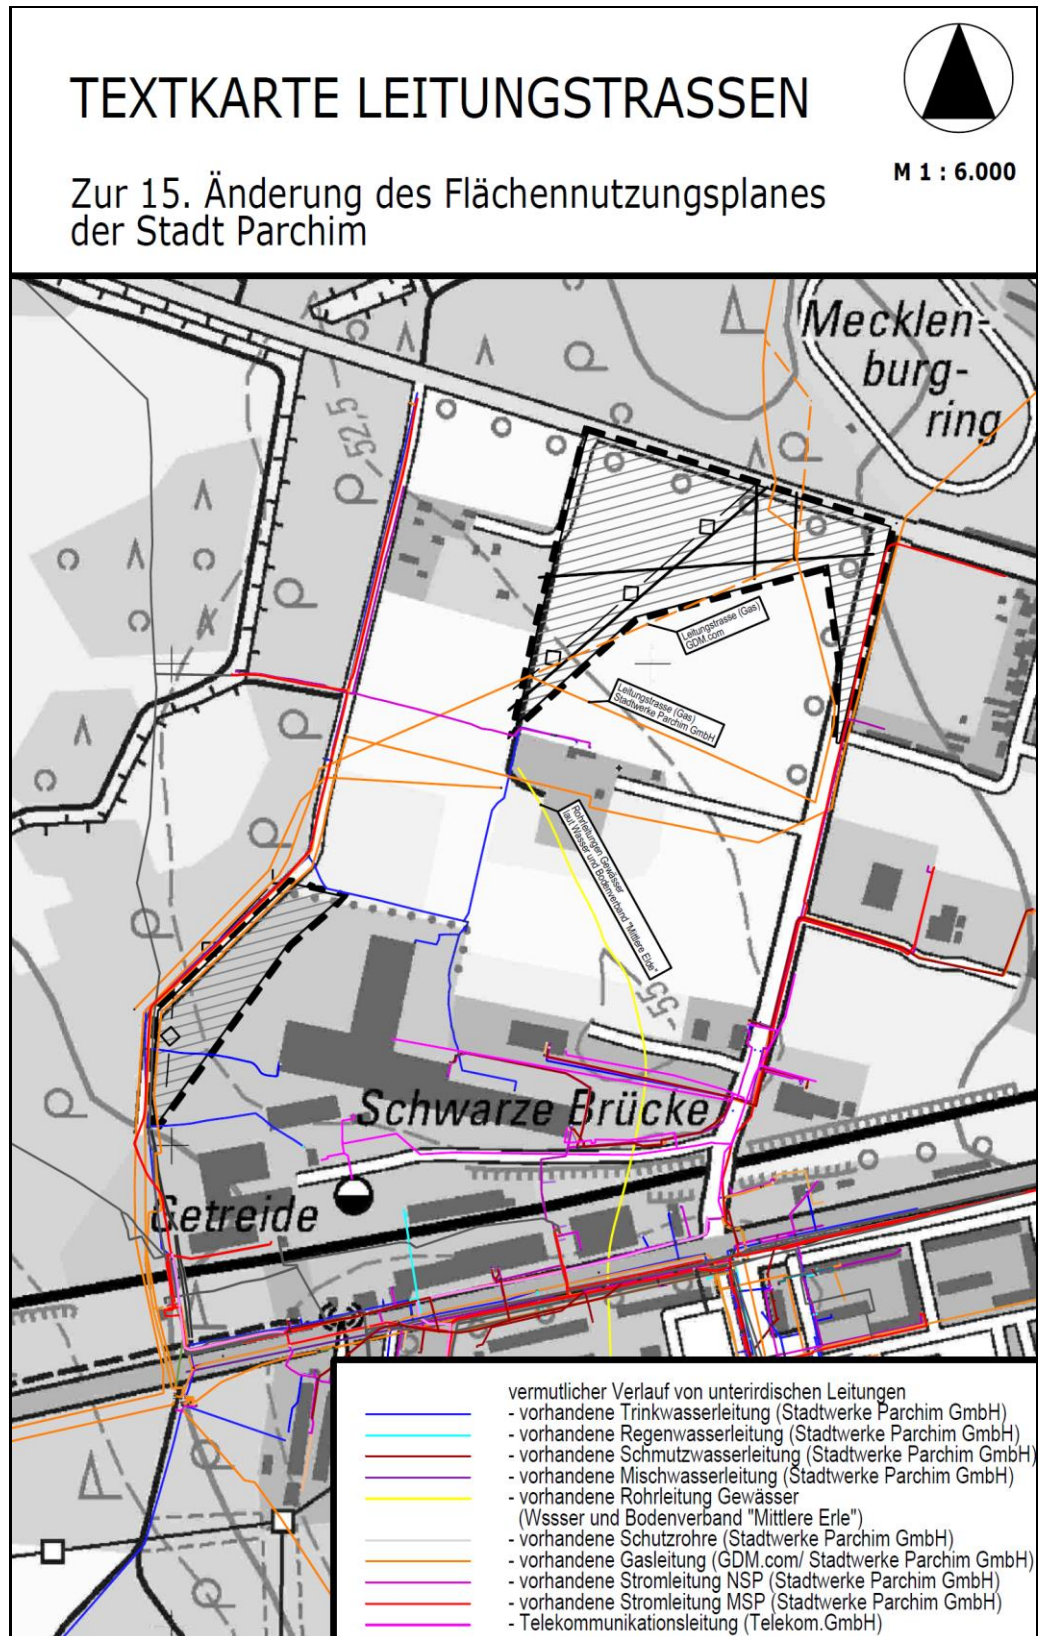 TEXTKARTE LEITUNGSTRASSEN
M 1 : 6.000
Zur 15. Änderung des Flächennutzungsplanes
der Stadt Parchim
Mecklen-
burg-
ring
52,5
Leitungstrasse (Gas)
GDM.com
Leitungstrasse (Gas)
Stadtwerke Parchim GmbH
Rohrleitungen Gewässer
laut Wasser und Bodenverband "Mittlere Elde"
55
Schwarze Brücke
Getreide
vermutlicher Verlauf von unterirdischen Leitungen
- vorhandene Trinkwasserleitung (Stadtwerke Parchim GmbH)
- vorhandene Regenwasserleitung (Stadtwerke Parchim GmbH)
- vorhandene Schmutzwasserleitung (Stadtwerke Parchim GmbH)
- vorhandene Mischwasserleitung (Stadtwerke Parchim GmbH)
- vorhandene Rohrleitung Gewässer
(Wssser und Bodenverband "Mittlere Erle")
- vorhandene Schutzrohre (Stadtwerke Parchim GmbH)
- vorhandene Gasleitung (GDM.com/ Stadtwerke Parchim GmbH)
- vorhandene Stromleitung NSP (Stadtwerke Parchim GmbH)
- vorhandene Stromleitung MSP (Stadtwerke Parchim GmbH)
- Telekommunikationsleitung (Telekom.GmbH)